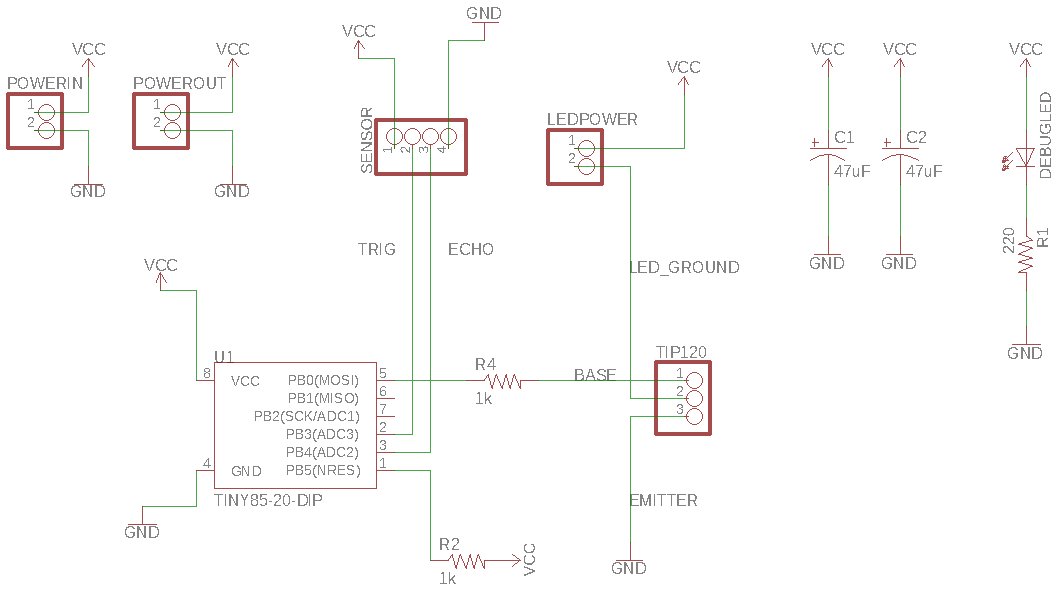 GND
VCC
VCC
VCC
VCC
VCC
VCC
VCC
POWERIN
1
2
POWEROUT
1
2
SENSOR
1
2
3
4
LEDPOWER
1
2
C1
47uF
C2
47uF
DEBUGLED
GND
GND
TRIG
ECHO
LED_GROUND
220
R1
GND
GND
VCC
GND
U1
8
VCC
4
GND
PB0(MOSI)
5
PB1(MISO)
6
PB2(SCK/ADC1)
7
PB3(ADC3)
2
PB4(ADC2)
3
PB5(NRES)
1
TINY85-20-DIP
R4
1k
BASE
TIP120
1
2
3
EMITTER
GND
R2
1k
VCC
GND